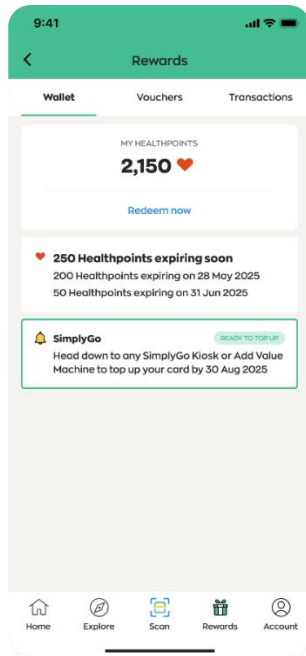 9:41
Rewards
Wallet Vouchers Transactions
MY HEALTHPOINTS
2,150
Redeem now
250 Healthpoints expiring soon
200 Healthpoints expiring on 28 May 2025
50 Healthpoints expiring on 31 Jun 2025
SimplyGo READY TO TOP UP
Head down to any SimplyGo Kiosk or Add Value
Machine to top up your card by 30 Aug 2025
Home Explore Scan Rewards Account